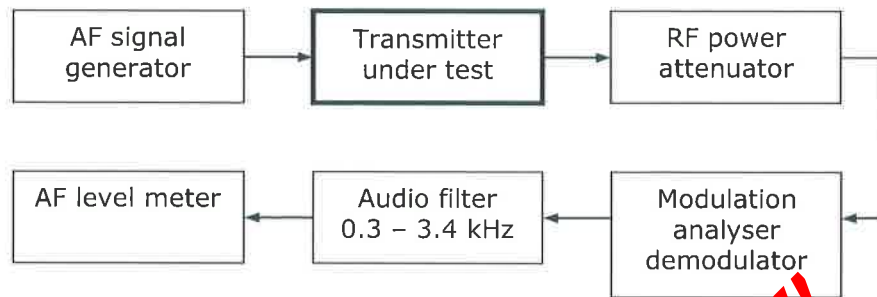 AF signal
generator
Transmitter
under test
RF power
attenuator
AF level meter
Audio filter
0.3 – 3.4 kHz
Modulation
analyser
demodulator